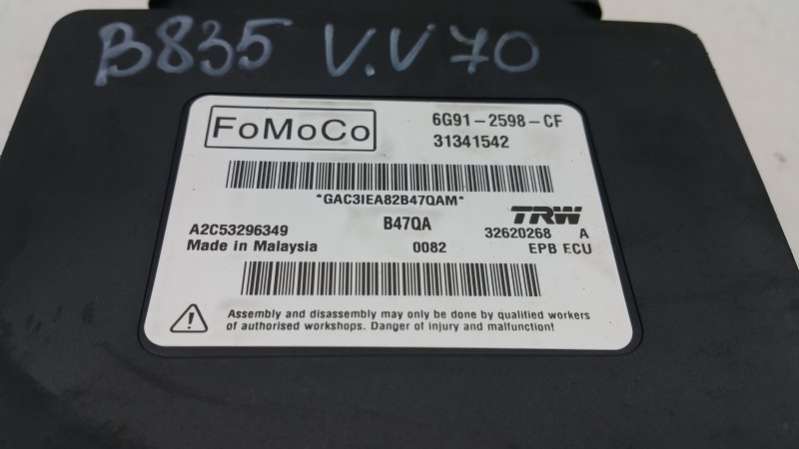 B835 V.V70
FoMoCo
6G91-2598-CF
31341542
*GAC3IEA82B47QAM*
A2C53296349
B47QA
TRW
32620268 A
Made in Malaysia
0082
EPB ECU
Assembly and disassembly may only be done by qualified workers
of authorised workshops. Danger of injury and malfunction!